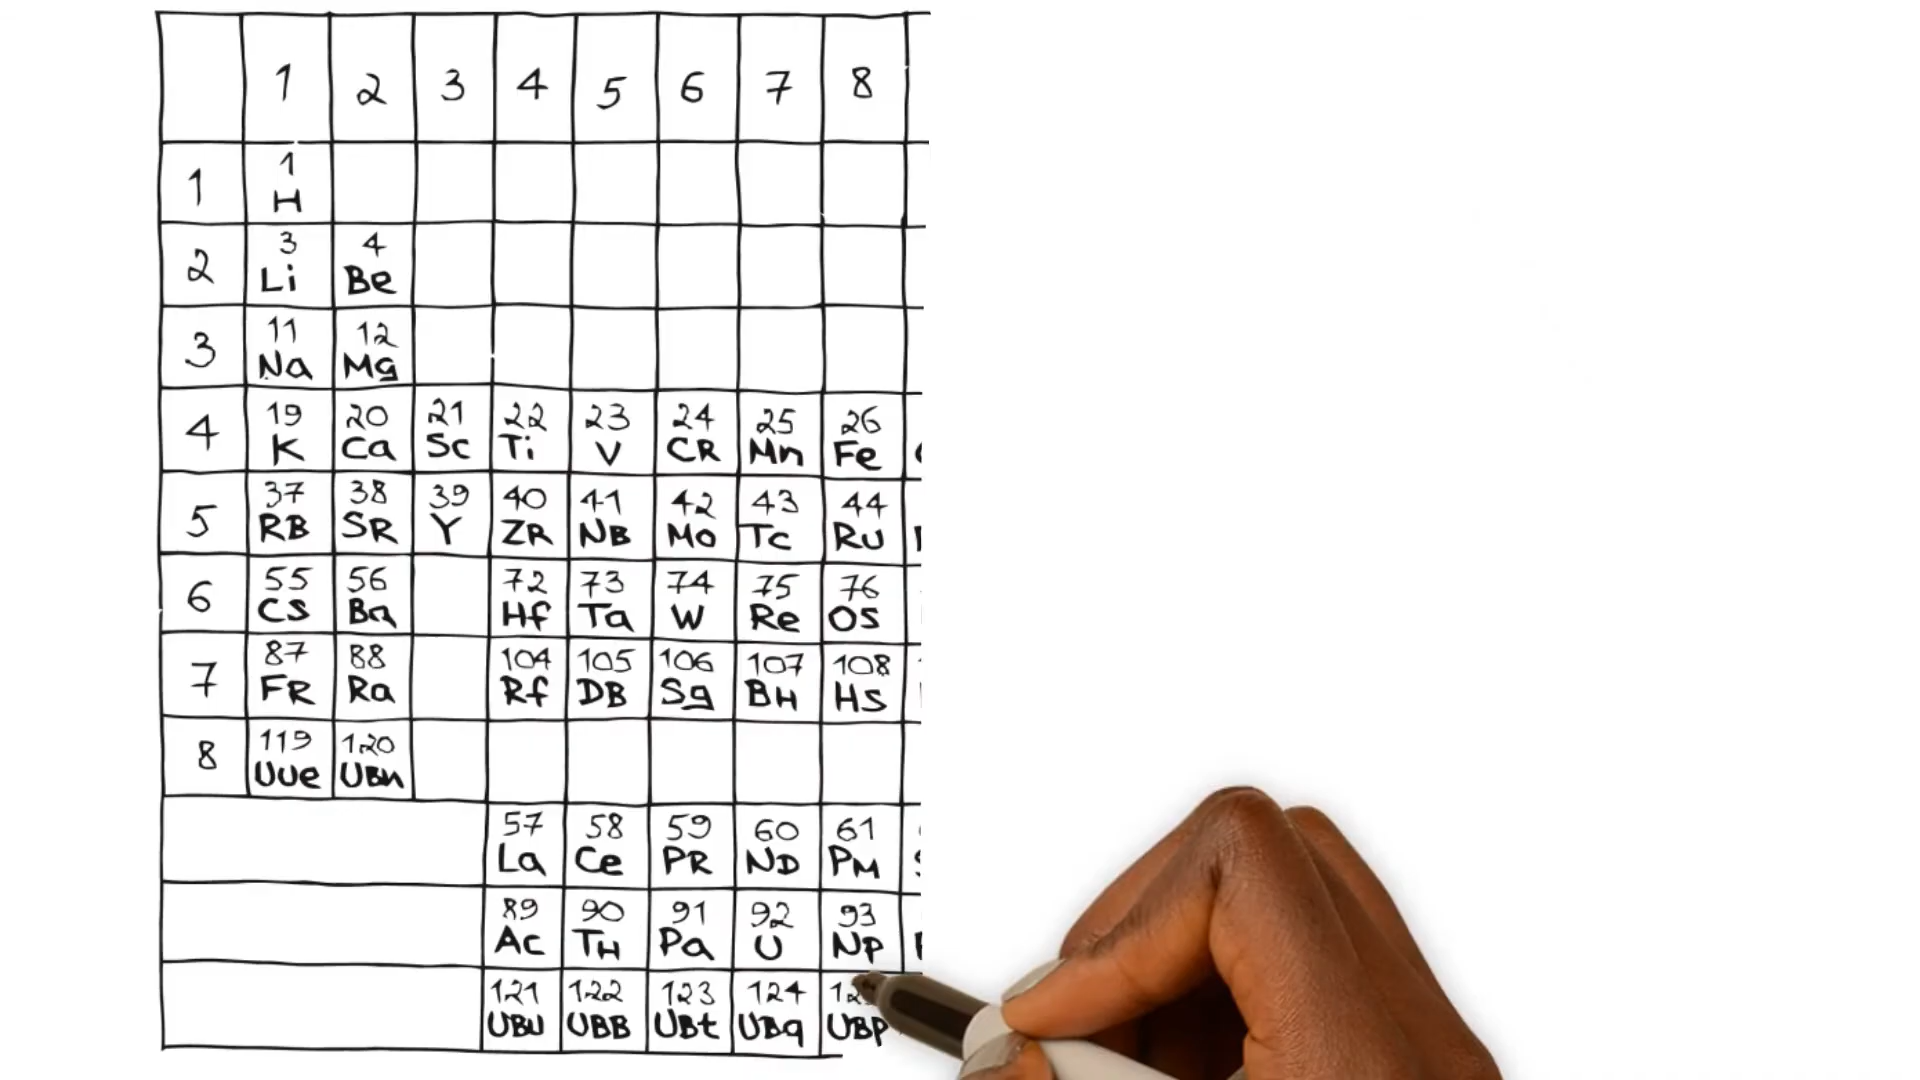 1 2 3 4 5 6 7 8
1 1
H
2 3 4
Li Be
3 11 12
Na Mg
4 19 20 21 22 23 24 25 26
K Ca Sc Ti V CR Mn Fe
5 37 38 39 40 41 42 43 44
RB SR Y ZR NB Mo Tc Ru
6 55 56 72 73 74 75 76
CS Ba Hf Ta W Re OS
7 87 88 104 105 106 107 108
FR Ra Rf DB Sg BH HS
8 119 120
UUe UBn
57 58 59 60 61
La Ce PR ND PM
89 90 91 92 93
Ac TH Pa U Np
121 122 123 124
UBU UBB UBt UBq UBP